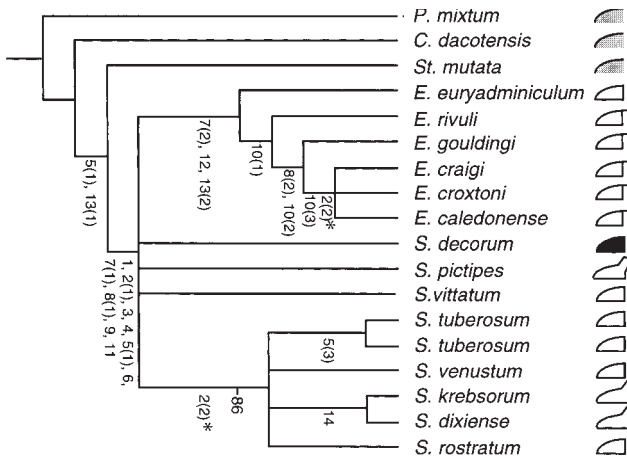 P. mixtum
C. dacotensis
St. mutata
E. euryadminiculum
E. rivuli
E. gouldingi
E. craigi
E. croxtoni
E. caledonense
S. decorum
S. pictipes
S.vittatum
S. tuberosum
S. tuberosum
S. venustum
S. krebsorum
S. dixiense
S. rostratum
5(1), 13(1)
7(2), 12, 13(2)
10(1)
8(2), 10(2)
10(3)
2(2)*
1, 2(1), 3, 4, 5(1), 6,
7(1), 8(1), 9, 11
2(2)*
86
5(3)
14